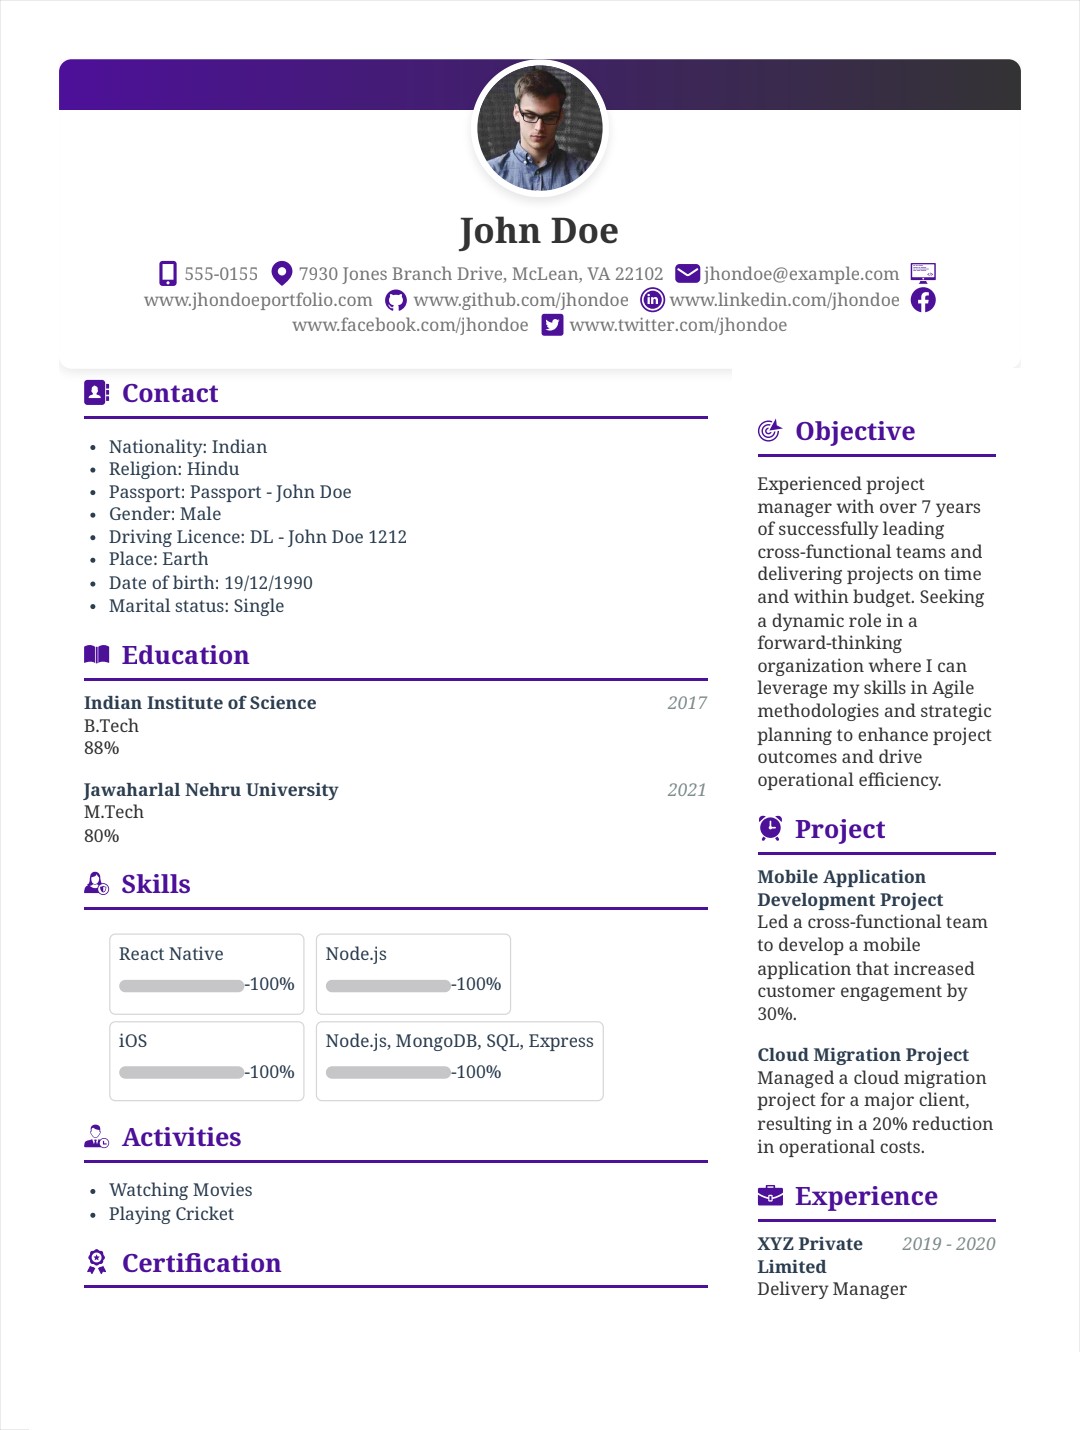 John Doe
555-0155 7930 Jones Branch Drive, McLean, VA 22102 jhondoe@example.com
www.jhondoeportfolio.com www.github.com/jhondoe www.linkedin.com/jhondoe
www.facebook.com/jhondoe www.twitter.com/jhondoe
Contact
• Nationality: Indian
• Religion: Hindu
• Passport: Passport - John Doe
• Gender: Male
• Driving Licence: DL - John Doe 1212
• Place: Earth
• Date of birth: 19/12/1990
• Marital status: Single
Education
Indian Institute of Science 2017
B.Tech
88%
Jawaharlal Nehru University 2021
M.Tech
80%
Skills
React Native
-100%
Node.js
-100%
iOS
-100%
Node.js, MongoDB, SQL, Express
-100%
Activities
• Watching Movies
• Playing Cricket
Certification
Objective
Experienced project
manager with over 7 years
of successfully leading
cross-functional teams and
delivering projects on time
and within budget. Seeking
a dynamic role in a
forward-thinking
organization where I can
leverage my skills in Agile
methodologies and strategic
planning to enhance project
outcomes and drive
operational efficiency.
Project
Mobile Application
Development Project
Led a cross-functional team
to develop a mobile
application that increased
customer engagement by
30%.
Cloud Migration Project
Managed a cloud migration
project for a major client,
resulting in a 20% reduction
in operational costs.
Experience
XYZ Private 2019 - 2020
Limited
Delivery Manager